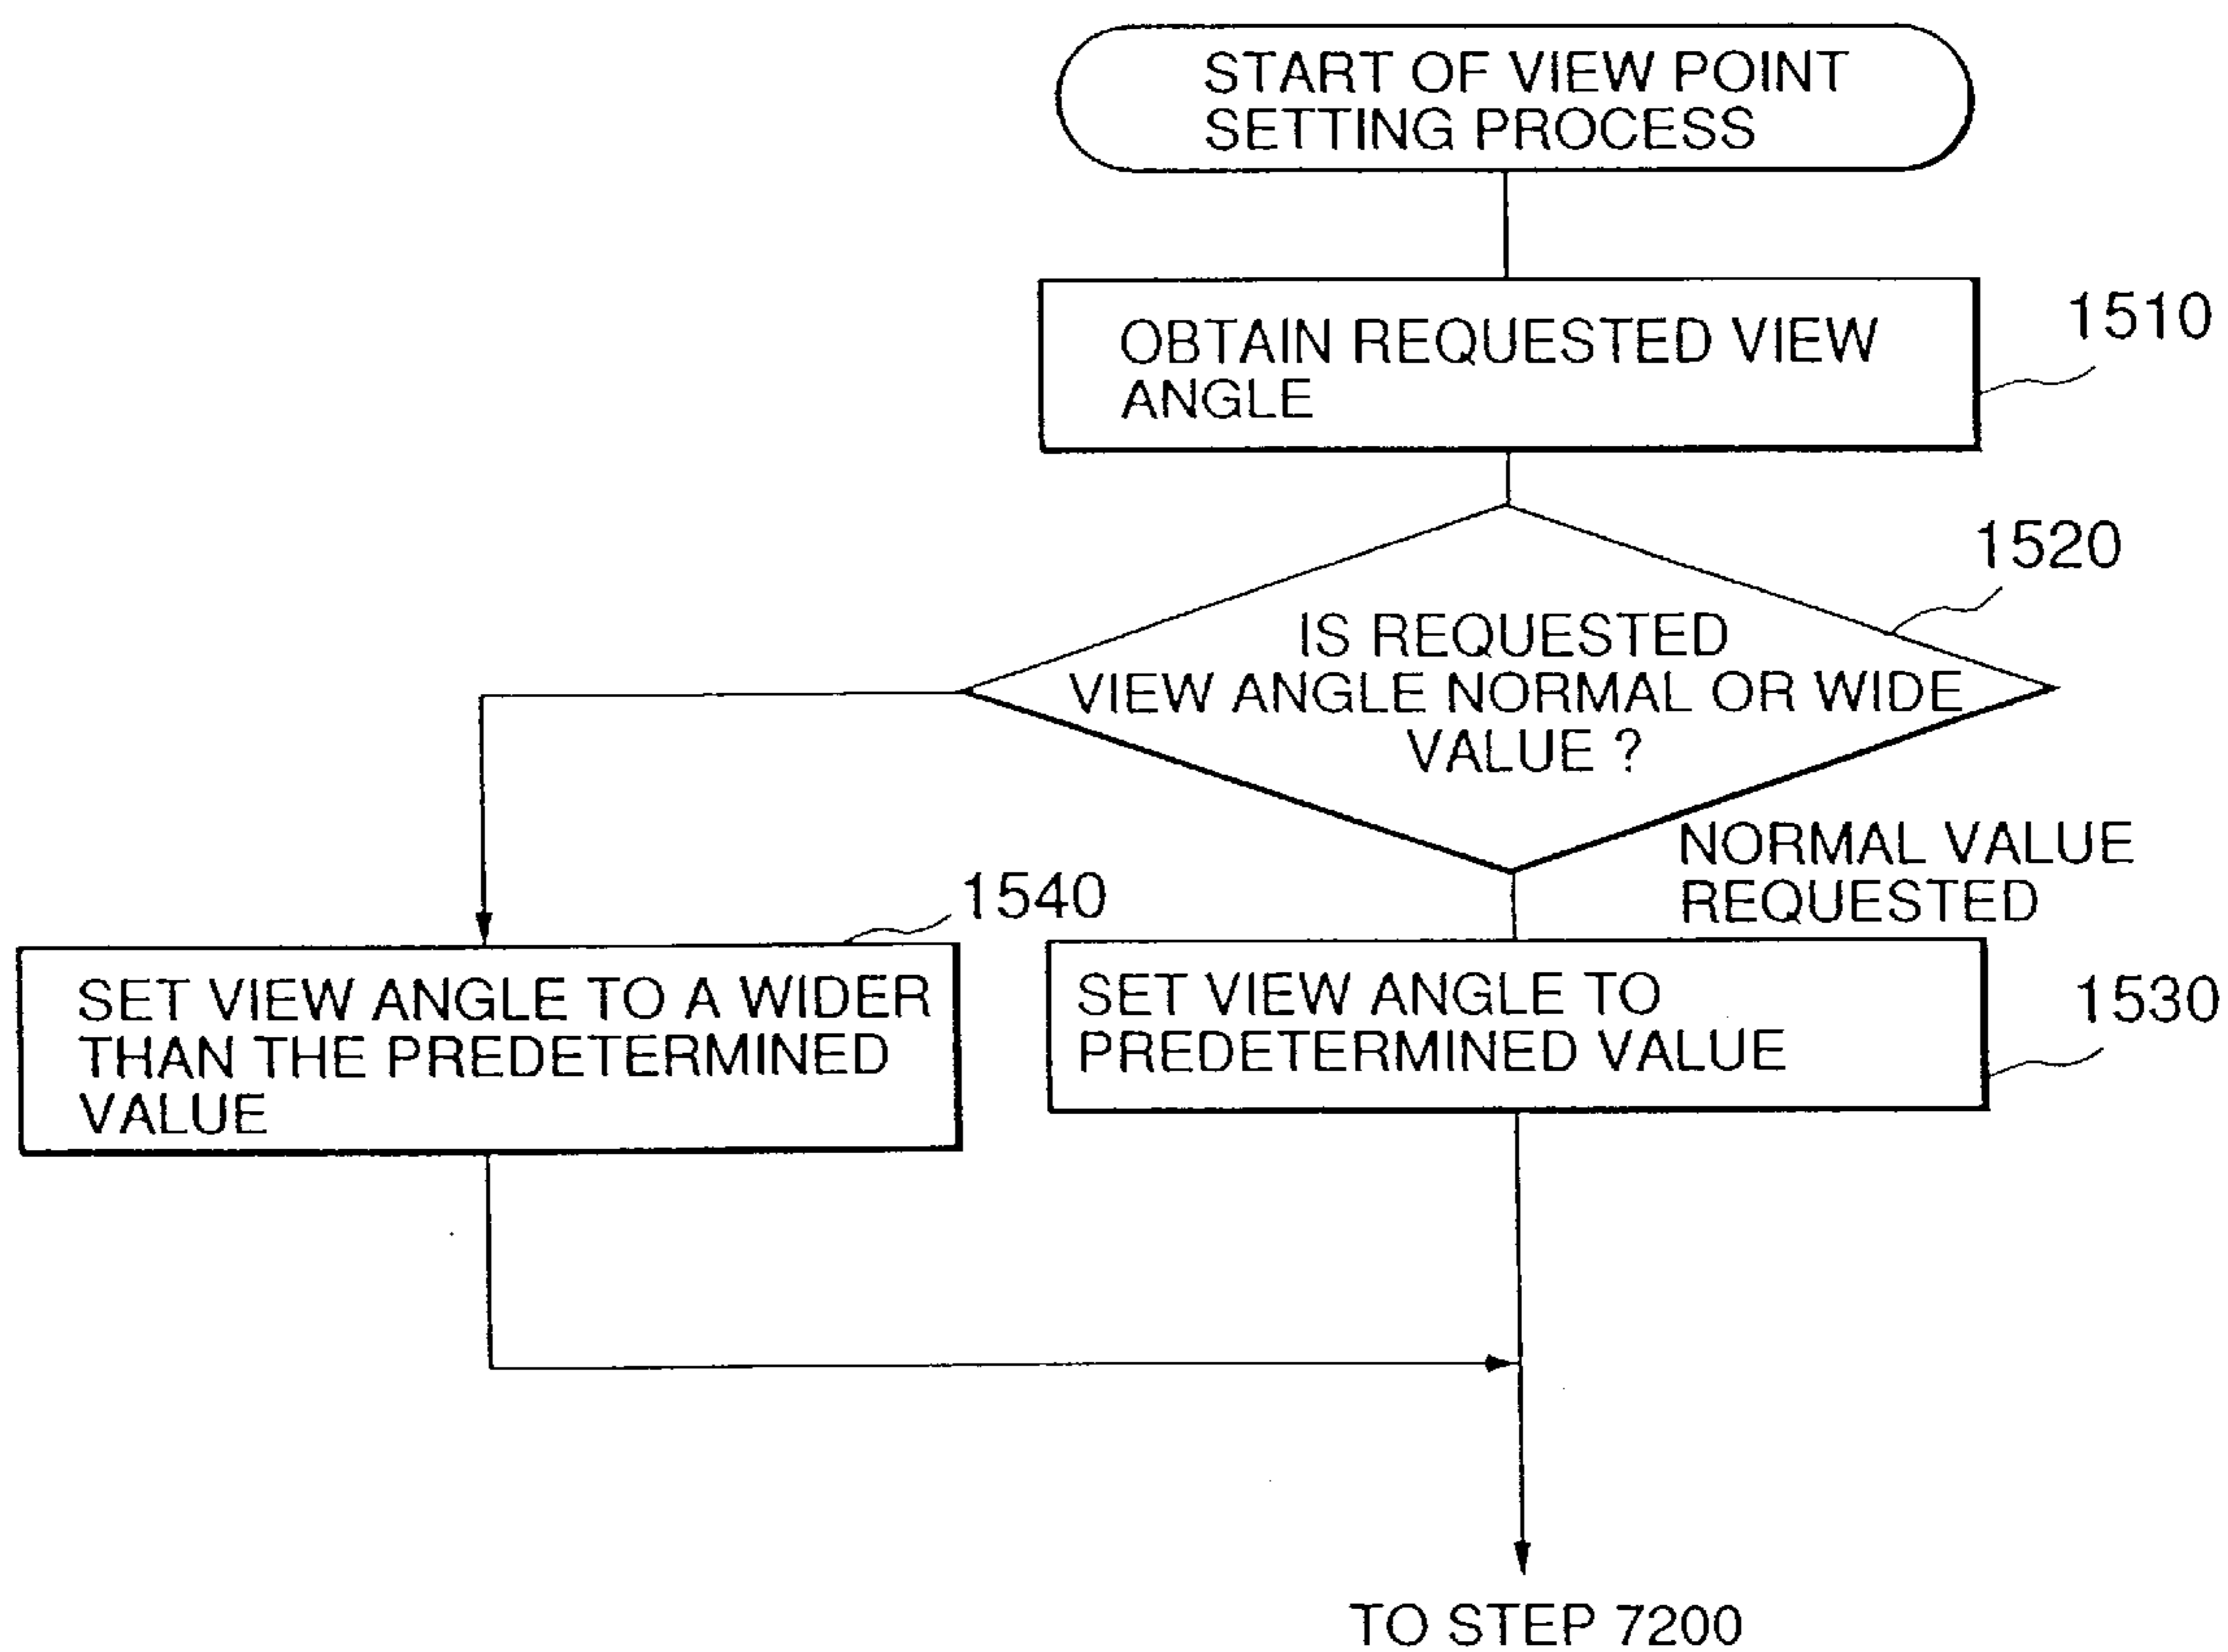 START OF VIEW POINT
SETTING PROCESS
OBTAIN REQUESTED VIEW
ANGLE
1510
1520
IS REQUESTED
VIEW ANGLE NORMAL OR WIDE
VALUE ?
NORMAL VALUE
REQUESTED
1540
SET VIEW ANGLE TO A WIDER
THAN THE PREDETERMINED
VALUE
SET VIEW ANGLE TO
PREDETERMINED VALUE
1530
TO STEP 7200